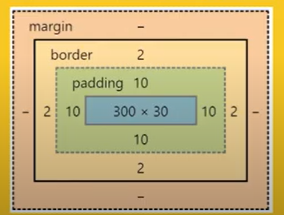 margin –
border 2
padding 10
– 2 10 300 × 30 10 2 –
10
2
–